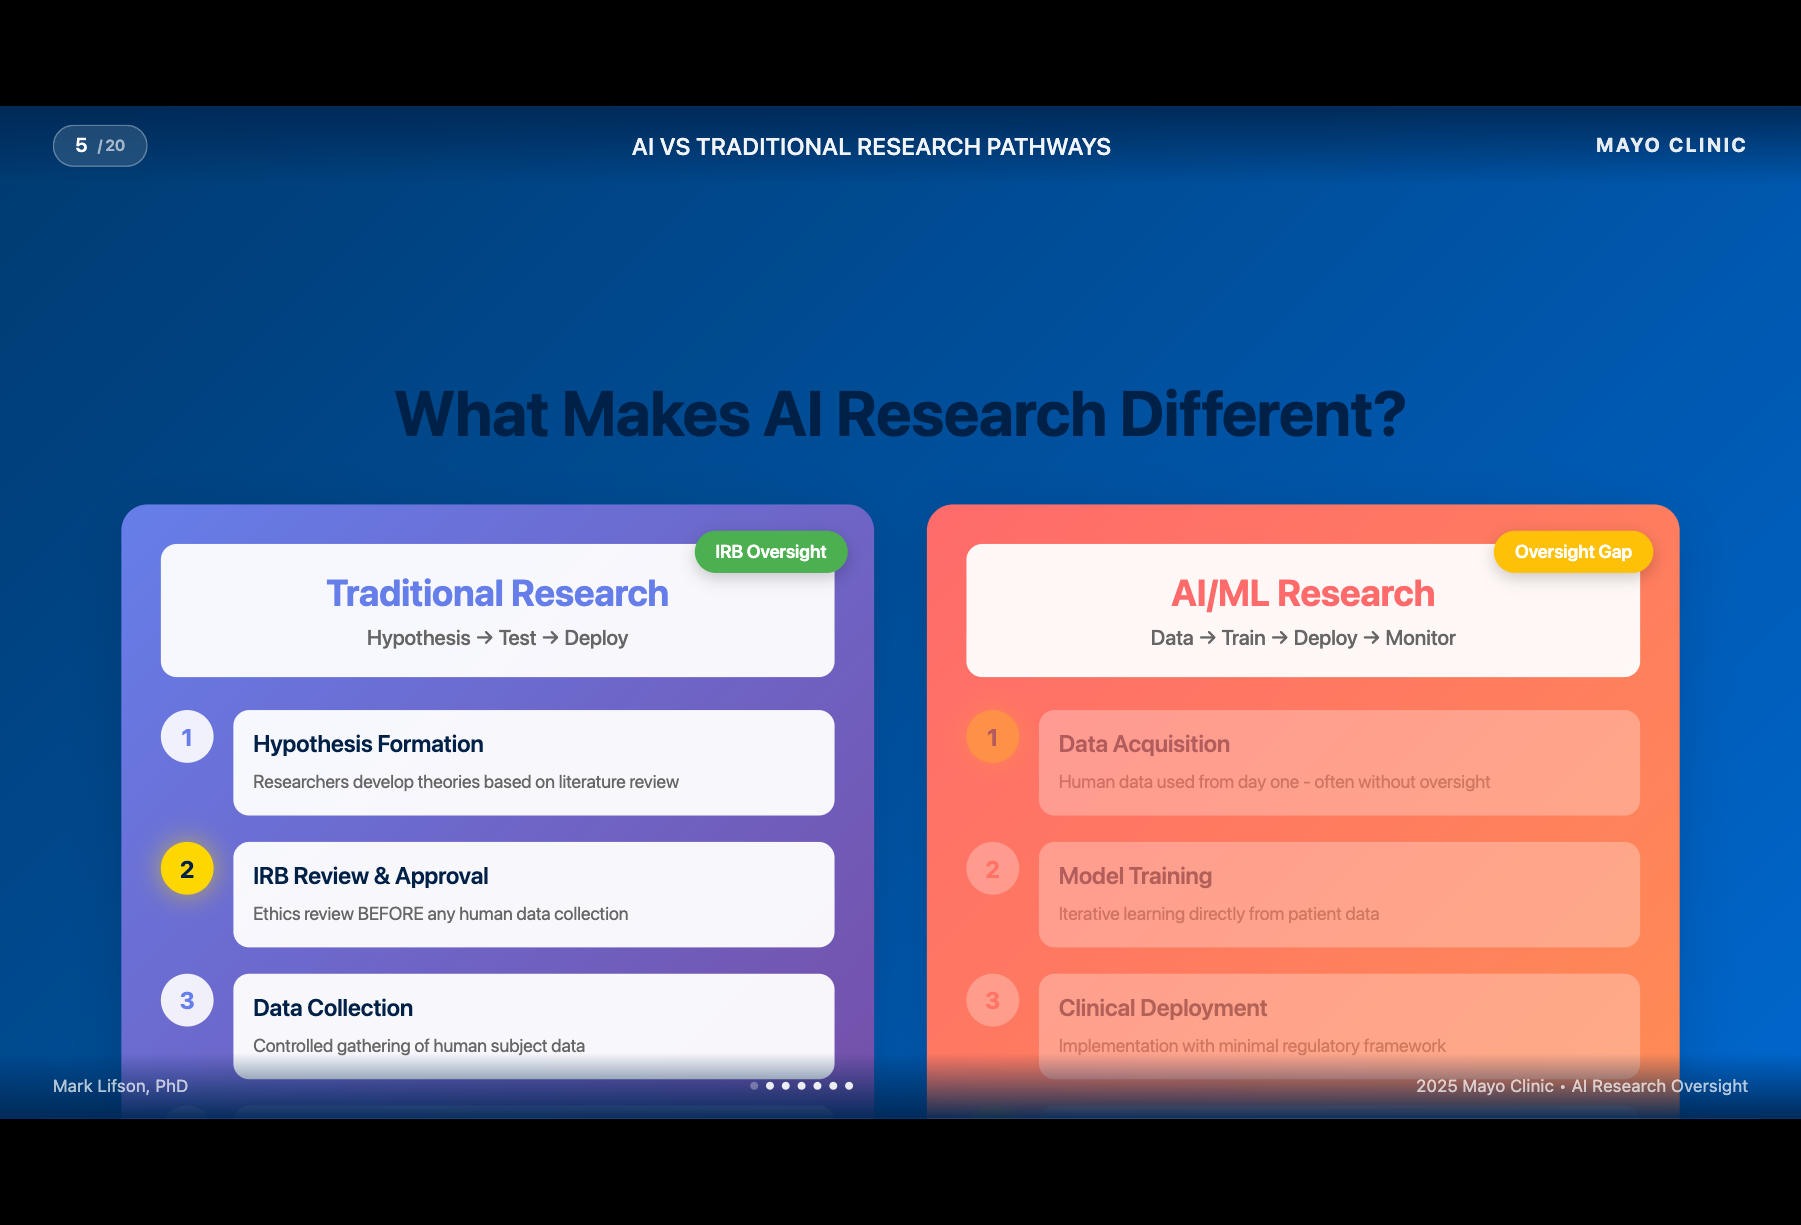 5 / 20
AI VS TRADITIONAL RESEARCH PATHWAYS
MAYO CLINIC
What Makes AI Research Different?
IRB Oversight
Traditional Research
Hypothesis → Test → Deploy
1
Hypothesis Formation
Researchers develop theories based on literature review
2
IRB Review & Approval
Ethics review BEFORE any human data collection
3
Data Collection
Controlled gathering of human subject data
Oversight Gap
AI/ML Research
Data → Train → Deploy → Monitor
1
Data Acquisition
Human data used from day one - often without oversight
2
Model Training
Iterative learning directly from patient data
3
Clinical Deployment
Implementation with minimal regulatory framework
Mark Lifson, PhD
2025 Mayo Clinic • AI Research Oversight